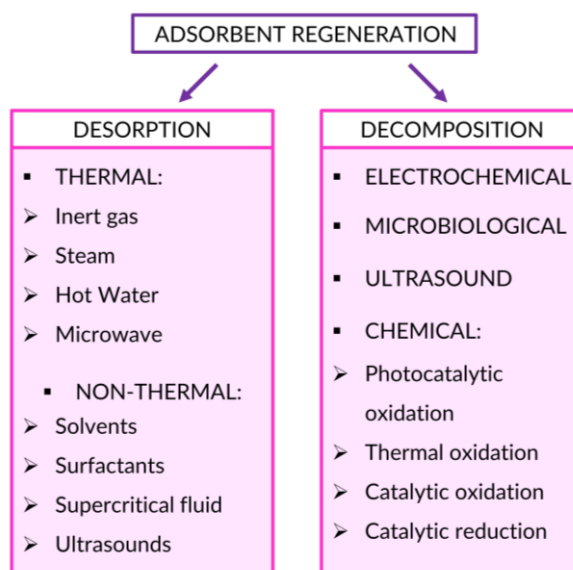 ADSORBENT REGENERATION
DESORPTION
▪ THERMAL:
➢ Inert gas
➢ Steam
➢ Hot Water
➢ Microwave
▪ NON-THERMAL:
➢ Solvents
➢ Surfactants
➢ Supercritical fluid
➢ Ultrasounds
DECOMPOSITION
▪ ELECTROCHEMICAL
▪ MICROBIOLOGICAL
▪ ULTRASOUND
▪ CHEMICAL:
➢ Photocatalytic
oxidation
➢ Thermal oxidation
➢ Catalytic oxidation
➢ Catalytic reduction